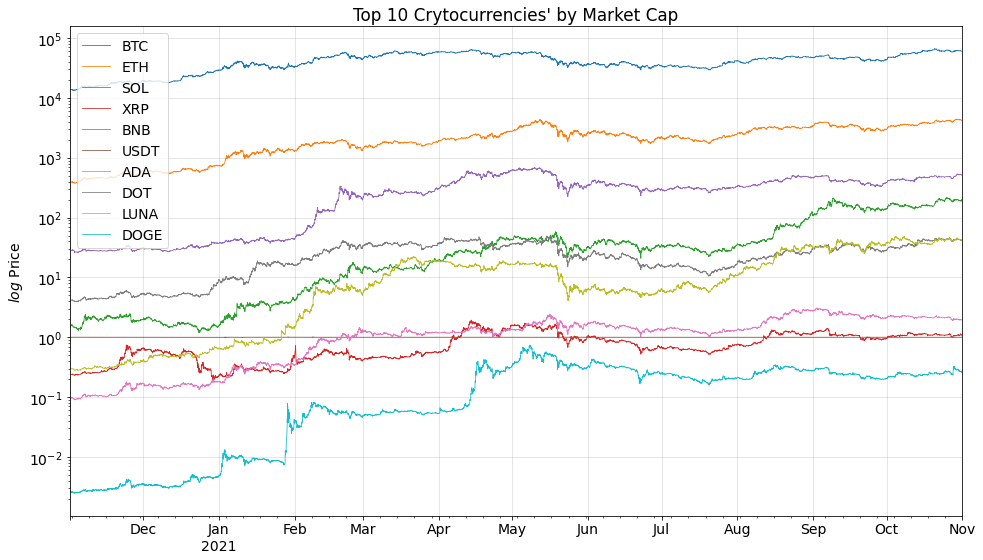 Top 10 Crytocurrencies' by Market Cap
log Price
10^5
10^4
10^3
10^2
10^1
10^0
10^-1
10^-2
BTC
ETH
SOL
XRP
BNB
USDT
ADA
DOT
LUNA
DOGE
Dec Jan Feb Mar Apr May Jun Jul Aug Sep Oct Nov
2021